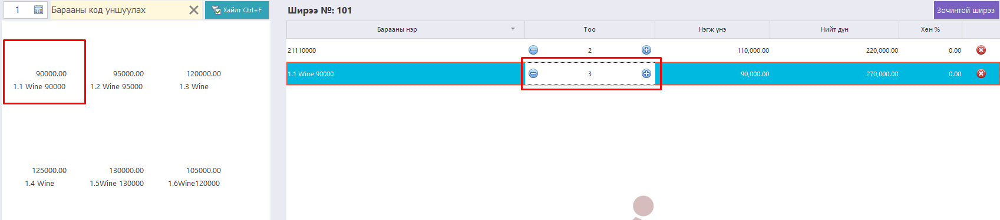 1 Барааны код уншуулах Хайлт Ctrl+F
90000.00 95000.00 120000.00
1.1 Wine 90000 1.2 Wine 95000 1.3 Wine
125000.00 130000.00 105000.00
1.4 Wine 1.5Wine 130000 1.6Wine120000
Ширээ №: 101 Зочинтой ширээ
Барааны нэр Тоо Нэгж үнэ Нийт дүн Хөн %
21110000 2 110,000.00 220,000.00 0.00
1.1 Wine 90000 3 90,000.00 270,000.00 0.00